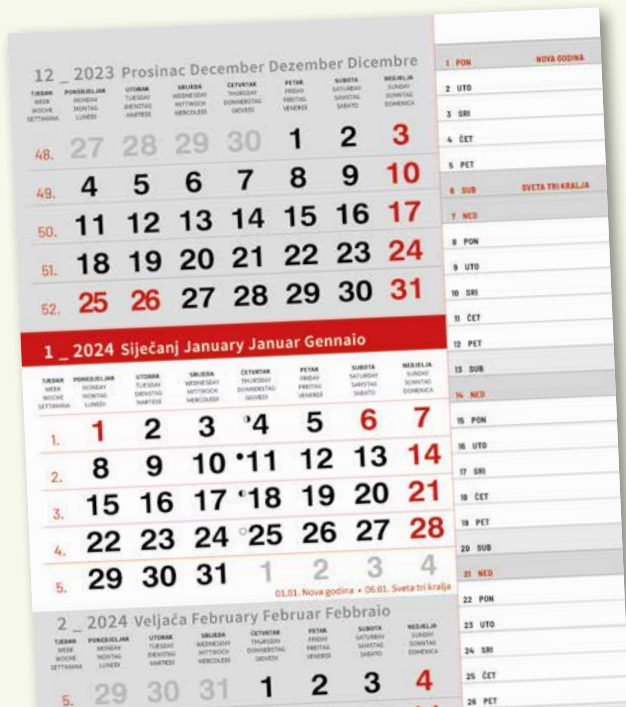 12 _ 2023 Prosinac December Dezember Dicembre
TJEDAN PONEDJELJAK UTORAK SRIJEDA ČETVRTAK PETAK SUBOTA NEDJELJA
WEEK MONDAY TUESDAY WEDNESDAY THURSDAY FRIDAY SATURDAY SUNDAY
WOCHE MONTAG DIENSTAG MITTWOCH DONNERSTAG FREITAG SAMSTAG SONNTAG
SETTIMANA LUNEDI MARTEDI MERCOLEDI GIOVEDI VENERDI SABATO DOMENICA
48. 27 28 29 30 1 2 3
49. 4 5 6 7 8 9 10
50. 11 12 13 14 15 16 17
51. 18 19 20 21 22 23 24
52. 25 26 27 28 29 30 31
1 _ 2024 Siječanj January Januar Gennaio
TJEDAN PONEDJELJAK UTORAK SRIJEDA ČETVRTAK PETAK SUBOTA NEDJELJA
WEEK MONDAY TUESDAY WEDNESDAY THURSDAY FRIDAY SATURDAY SUNDAY
WOCHE MONTAG DIENSTAG MITTWOCH DONNERSTAG FREITAG SAMSTAG SONNTAG
SETTIMANA LUNEDI MARTEDI MERCOLEDI GIOVEDI VENERDI SABATO DOMENICA
1. 1 2 3 4 5 6 7
2. 8 9 10 11 12 13 14
3. 15 16 17 18 19 20 21
4. 22 23 24 25 26 27 28
5. 29 30 31 1 2 3 4
01.01. Nova godina • 06.01. Sveta tri kralja
2 _ 2024 Veljača February Februar Febbraio
TJEDAN PONEDJELJAK UTORAK SRIJEDA ČETVRTAK PETAK SUBOTA NEDJELJA
WEEK MONDAY TUESDAY WEDNESDAY THURSDAY FRIDAY SATURDAY SUNDAY
WOCHE MONTAG DIENSTAG MITTWOCH DONNERSTAG FREITAG SAMSTAG SONNTAG
SETTIMANA LUNEDI MARTEDI MERCOLEDI GIOVEDI VENERDI SABATO DOMENICA
5. 29 30 31 1 2 3 4
1 PON NOVA GODINA
2 UTO
3 SRI
4 ČET
5 PET
6 SUB SVETA TRI KRALJA
7 NED
8 PON
9 UTO
10 SRI
11 ČET
12 PET
13 SUB
14 NED
15 PON
16 UTO
17 SRI
18 ČET
19 PET
20 SUB
21 NED
22 PON
23 UTO
24 SRI
25 ČET
26 PET